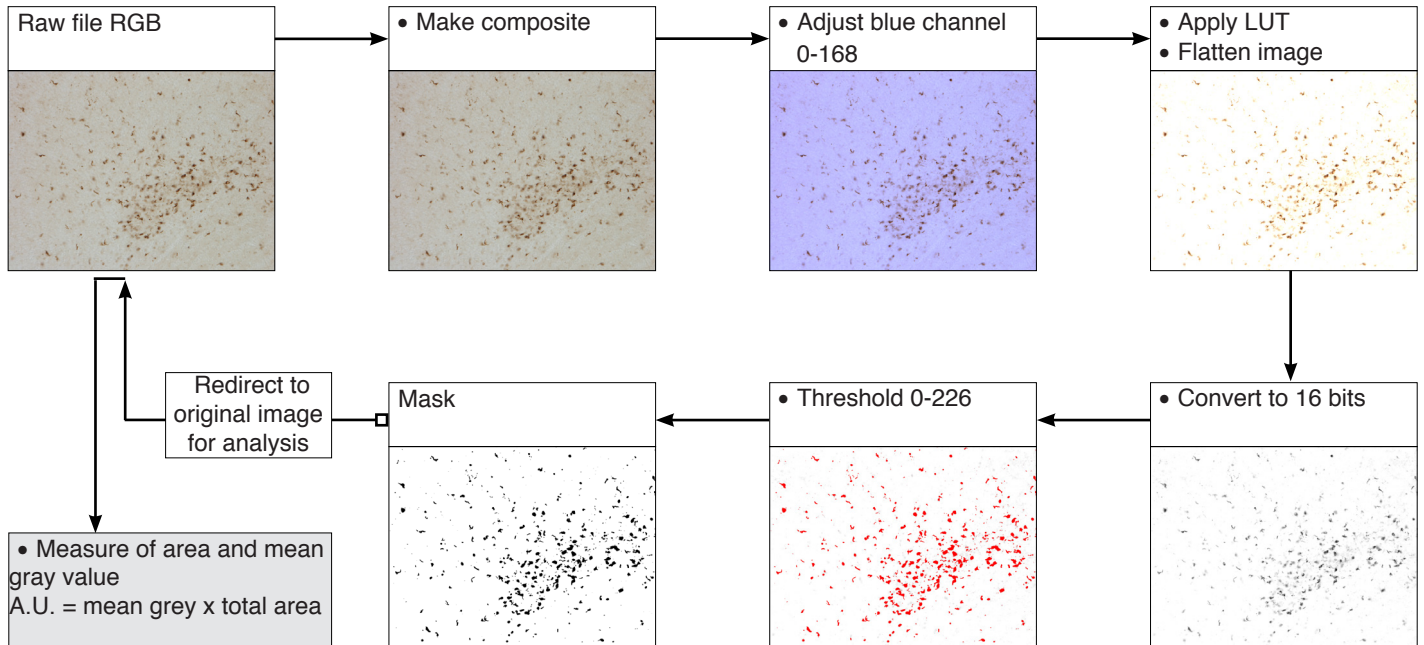 Raw file RGB
• Make composite
• Adjust blue channel
0-168
• Apply LUT
• Flatten image
• Convert to 16 bits
• Threshold 0-226
Mask
Redirect to
original image
for analysis
• Measure of area and mean
gray value
A.U. = mean grey x total area